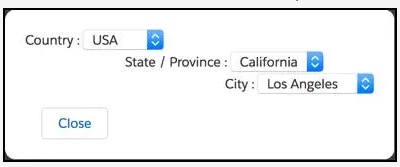 Country : USA
State / Province : California
City : Los Angeles
Close